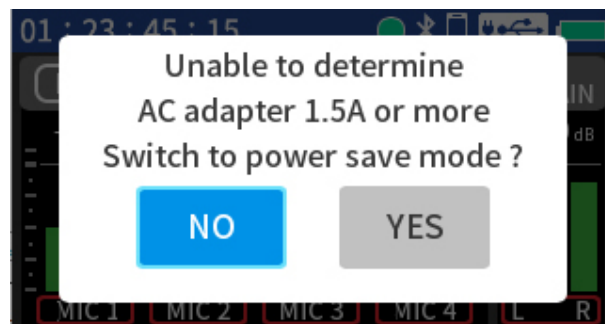 01 : 23 : 45 : 15
IN
dB
Unable to determine
AC adapter 1.5A or more
Switch to power save mode ?
NO
YES
MIC 1
MIC 2
MIC 3
MIC 4
L
R